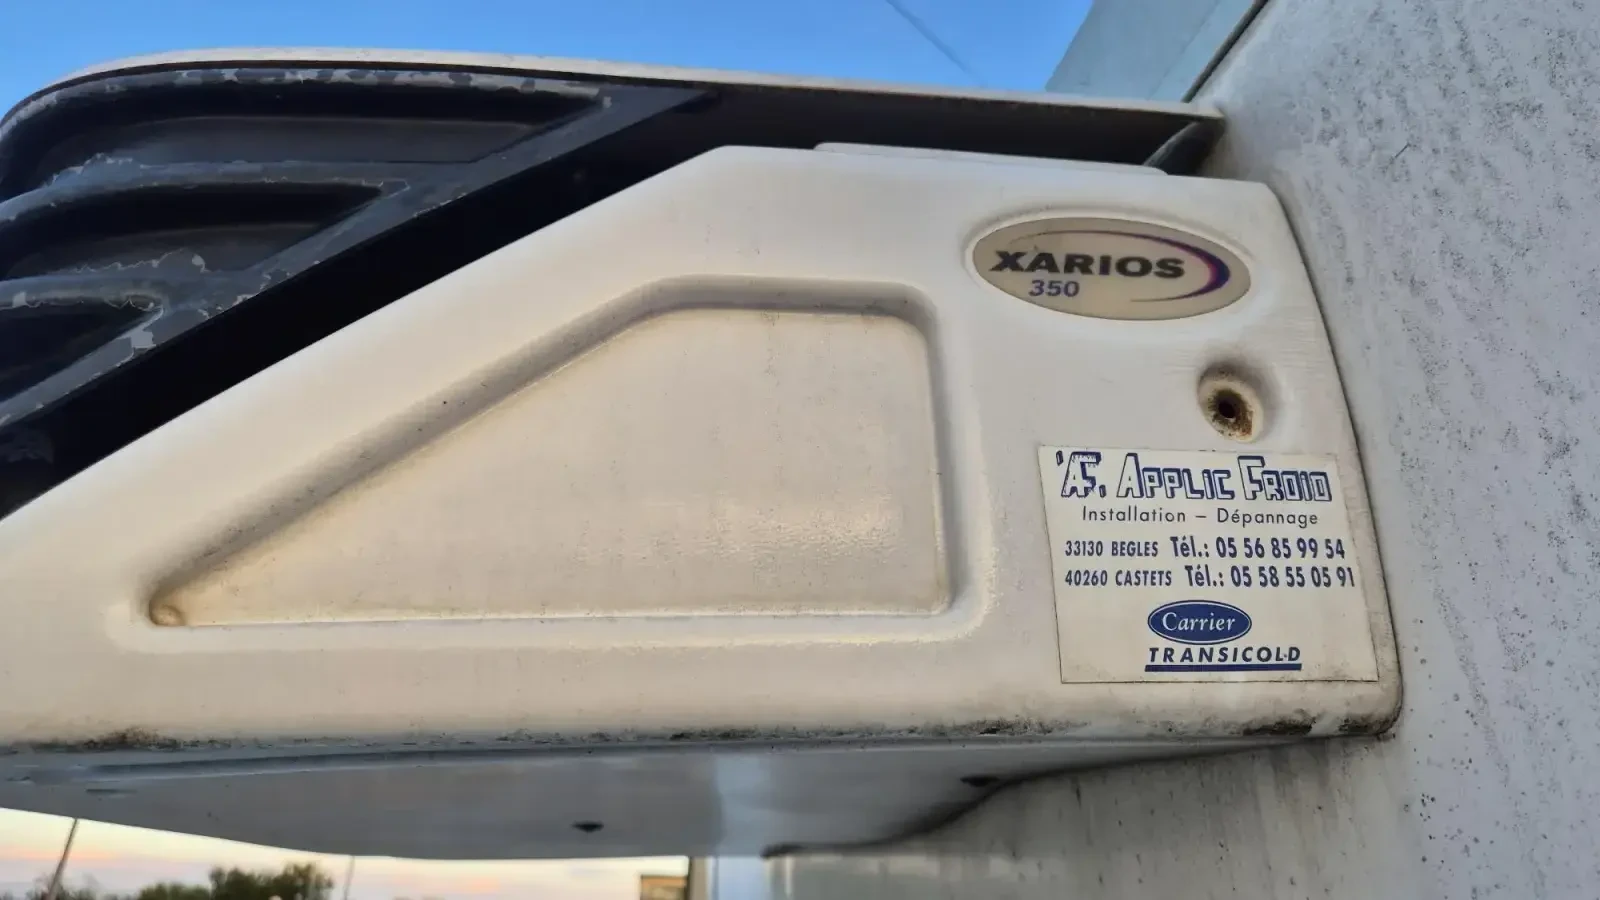 XARIOS
350
AF. APPLIC FROID
Installation – Dépannage
33130 BEGLES Tél.: 05 56 85 99 54
40260 CASTETS Tél.: 05 58 55 05 91
Carrier
TRANSICOLD